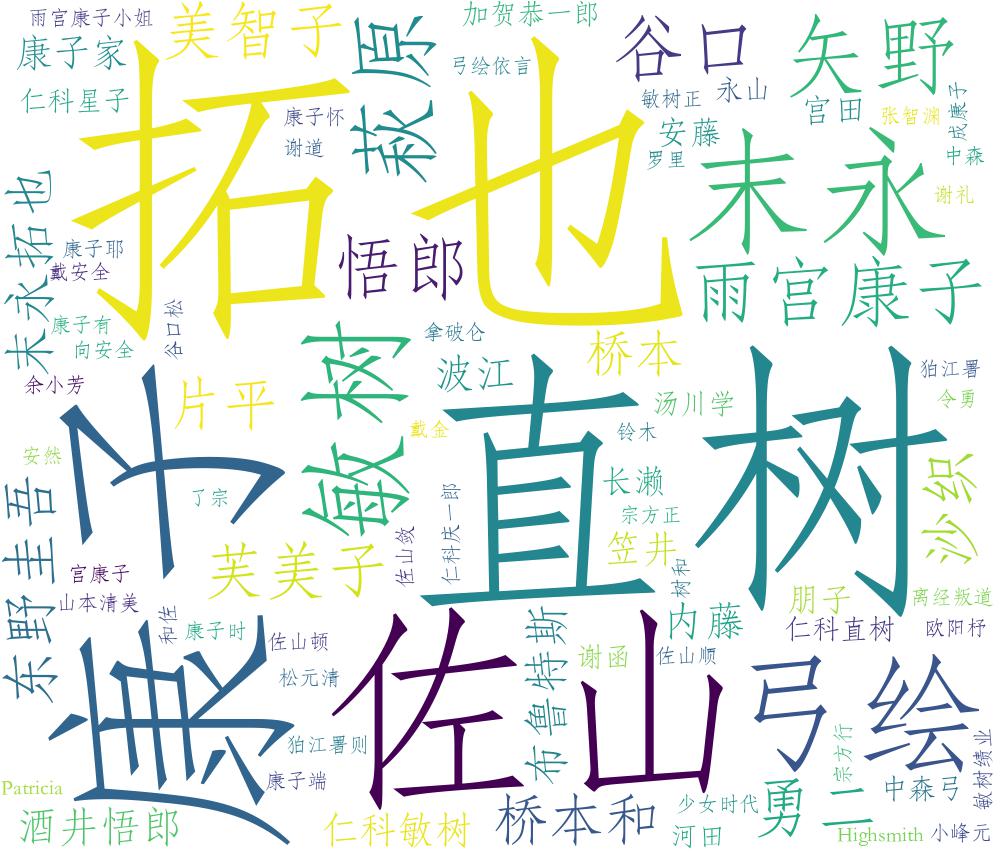 雨宫康子小姐
美智子
加贺恭一郎
康子家
萩原
谷口
矢野
弓绘依言
仁科星子
拓也
康子怀
敏树正
永山
宫田
张智渊
成康子
谢道
安藤
罗里
末永
中森
谢礼
末永拓也
康子耶
戴安全
悟郎
雨宫康子
康子有
谷口松
向安全
敏树
拿破仑
桥本
余小芳
片平
波江
直树
狛江署
汤川学
令勇
戴金
铃木
安然
康子
了宗
仁科庆一郎
长濑
沙织
东野圭吾
宗方正
佐山敛
笠井
芙美子
宫康子
树和
山本清美
朋子
离经叛道
和佐
康子时
佐山
布鲁特斯
内藤
仁科直树
欧阳杼
佐山顿
谢函
佐山顺
松元清
弓绘
狛江署则
宗方行
敏树绩业
康子端
Patricia
勇二
中森弓
酒井悟郎
仁科敏树
桥本和
少女时代
河田
Highsmith
小峰元